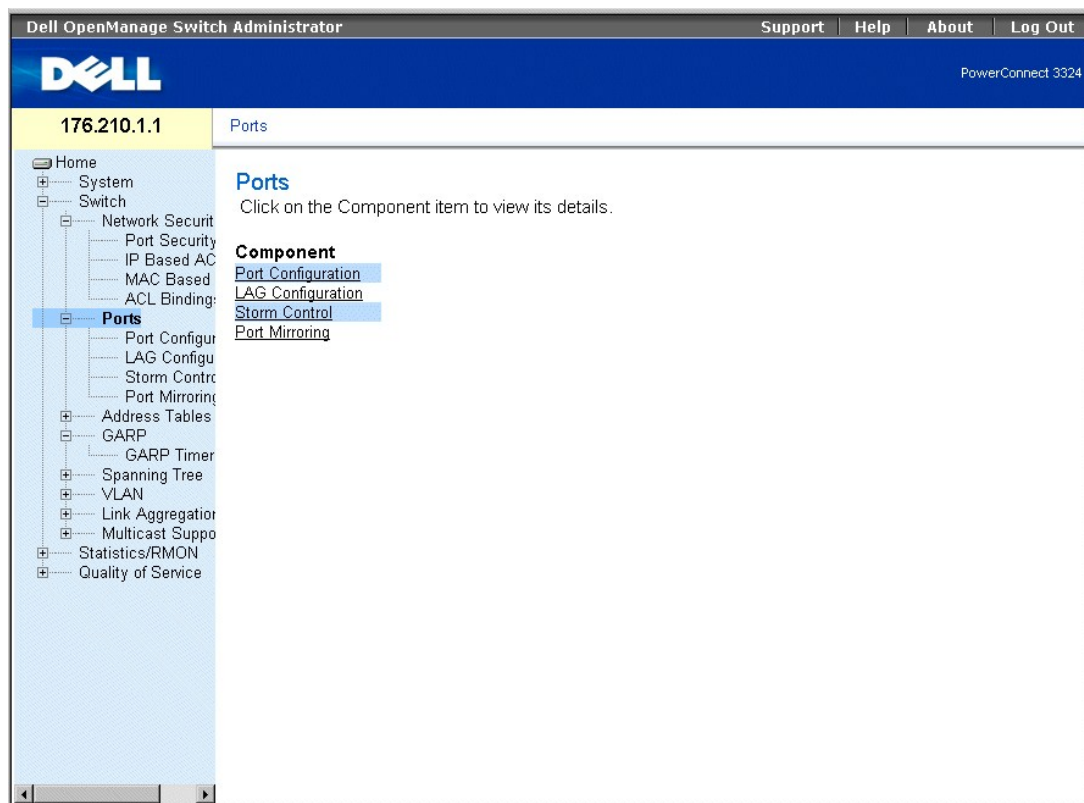 Dell OpenManage Switch Administrator
Support Help About Log Out
DELL
PowerConnect 3324
176.210.1.1
Ports
Home
System
Switch
Network Securit
Port Security
IP Based AC
MAC Based
ACL Binding
Ports
Port Configur
LAG Configu
Storm Contro
Port Mirroring
Address Tables
GARP
GARP Timer
Spanning Tree
VLAN
Link Aggregation
Multicast Suppo
Statistics/RMON
Quality of Service
Ports
Click on the Component item to view its details.
Component
Port Configuration
LAG Configuration
Storm Control
Port Mirroring